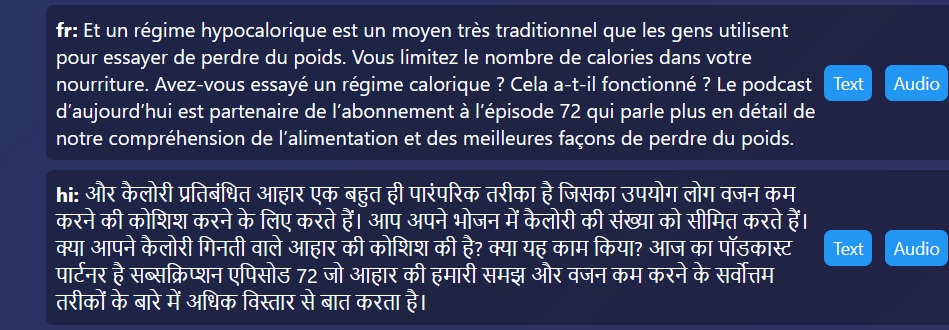 fr: Et un régime hypocalorique est un moyen très traditionnel que les gens utilisent
pour essayer de perdre du poids. Vous limitez le nombre de calories dans votre
nourriture. Avez-vous essayé un régime calorique ? Cela a-t-il fonctionné ? Le podcast
d’aujourd’hui est partenaire de l’abonnement à l’épisode 72 qui parle plus en détail de
notre compréhension de l’alimentation et des meilleures façons de perdre du poids.
Text Audio
hi: और कैलोरी प्रतिबंधित आहार एक बहुत ही पारंपरिक तरीका है जिसका उपयोग लोग वजन कम
करने की कोशिश करने के लिए करते हैं। आप अपने भोजन में कैलोरी की संख्या को सीमित करते हैं।
क्या आपने कैलोरी गिनती वाले आहार की कोशिश की है? क्या यह काम किया? आज का पॉडकास्ट
पार्टनर है सब्सक्रिप्शन एपिसोड 72 जो आहार की हमारी समझ और वजन कम करने के सर्वोत्तम
तरीकों के बारे में अधिक विस्तार से बात करता है।
Text Audio